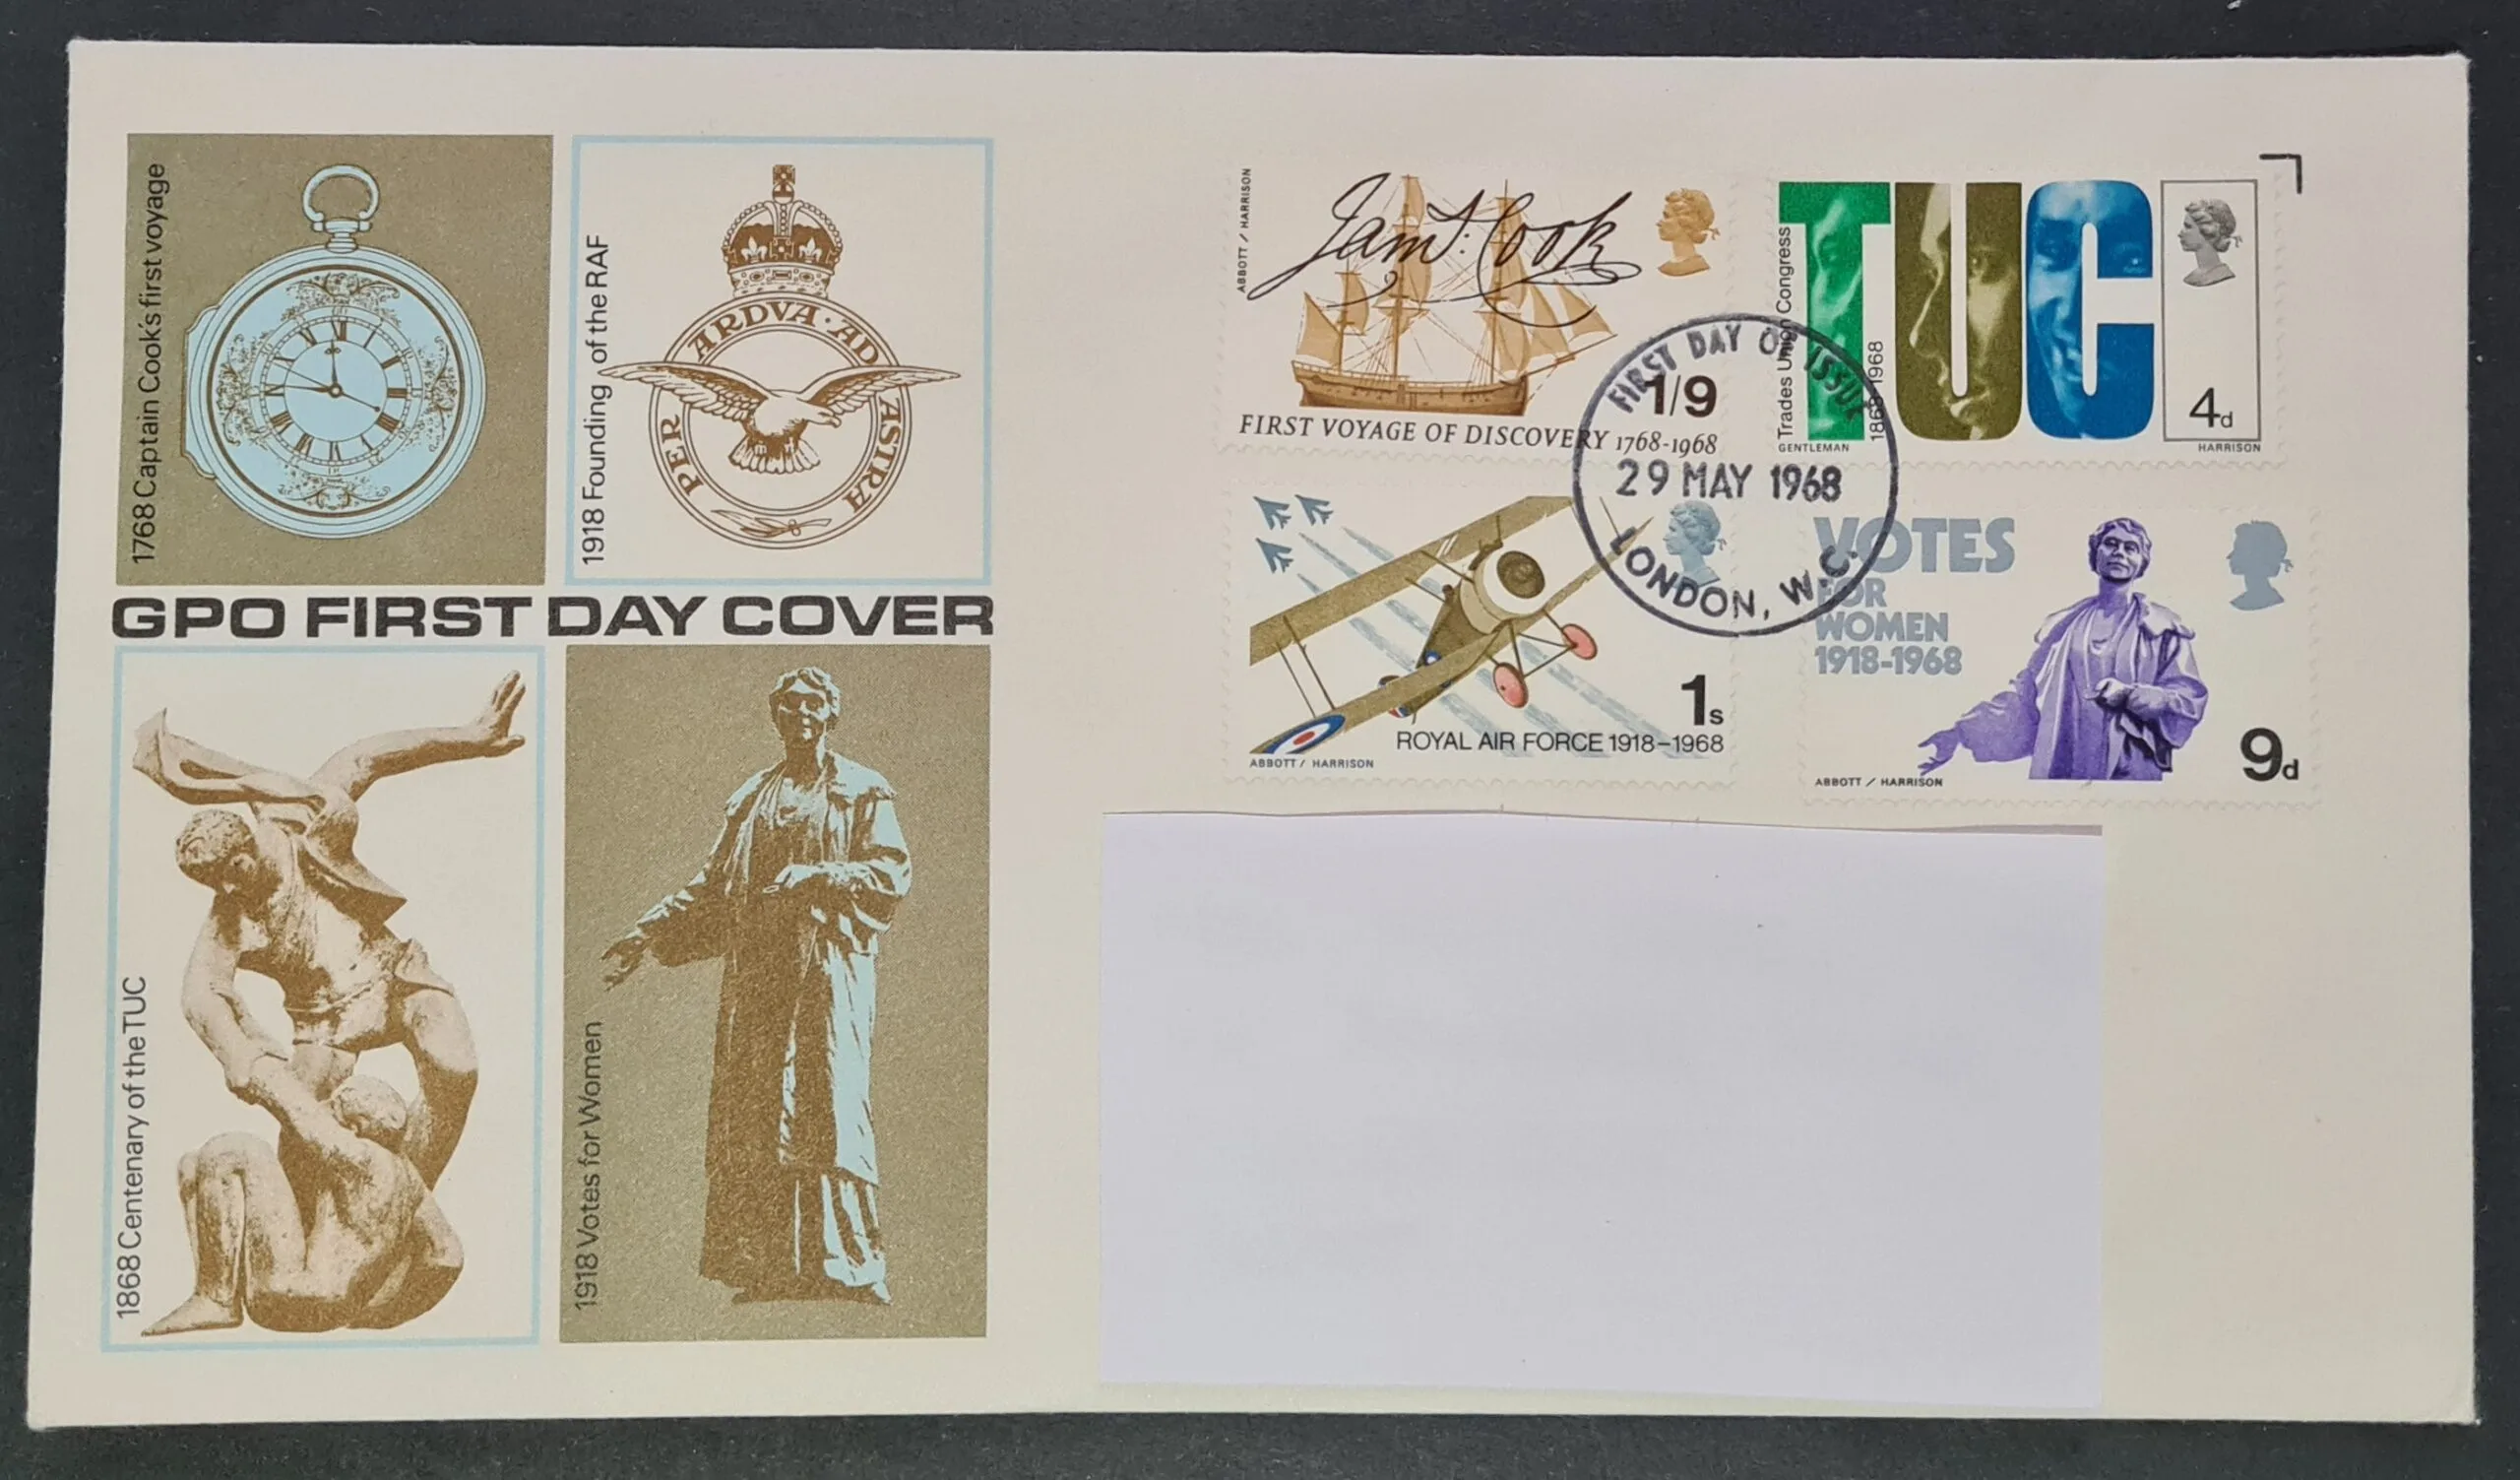 1768 Captain Cook's first voyage
1918 Founding of the RAF
PER ARDVA · AD ASTRA
GPO FIRST DAY COVER
1868 Centenary of the TUC
1918 Votes for Women
ABBOTT / HARRISON
Jams: Cook
1/9
FIRST VOYAGE OF DISCOVERY 1768-1968
Trades Union Congress
1868-1968
TUC
4d
GENTLEMAN
HARRISON
FIRST DAY OF ISSUE
29 MAY 1968
LONDON, W.C.
1s
ROYAL AIR FORCE 1918-1968
ABBOTT / HARRISON
VOTES
FOR
WOMEN
1918-1968
9d
ABBOTT / HARRISON